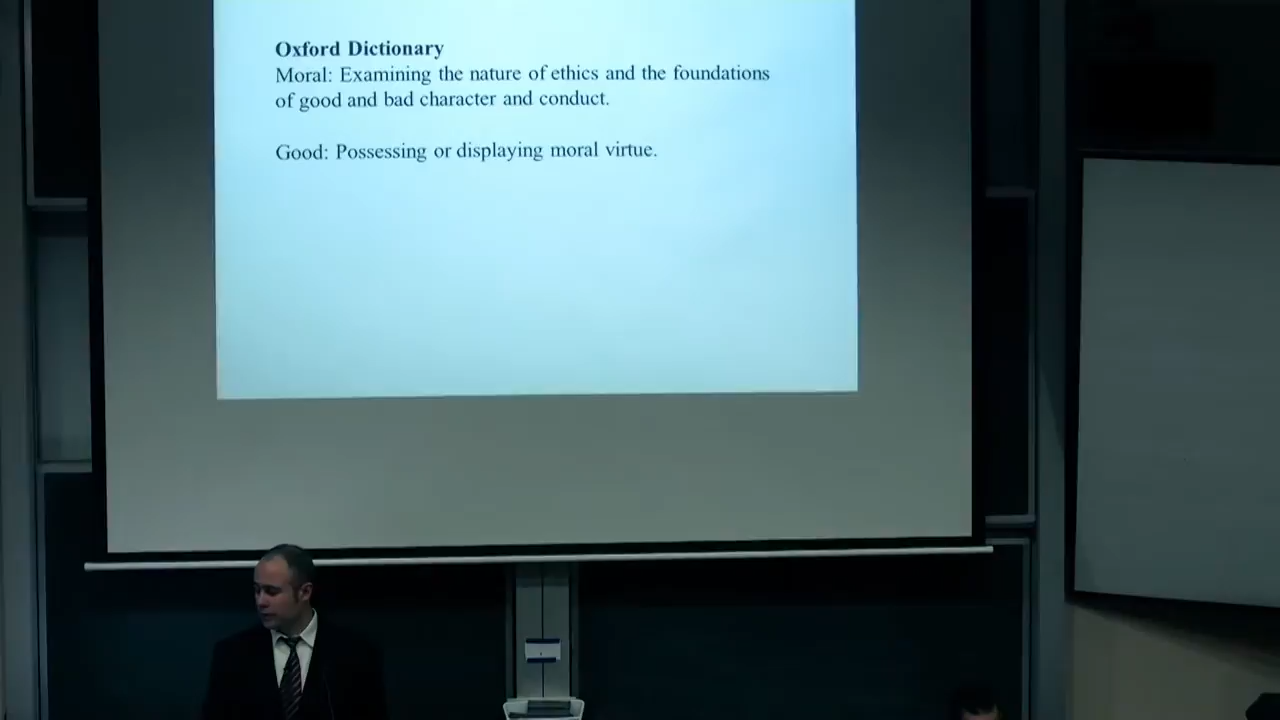 Oxford Dictionary
Moral: Examining the nature of ethics and the foundations
of good and bad character and conduct.
Good: Possessing or displaying moral virtue.